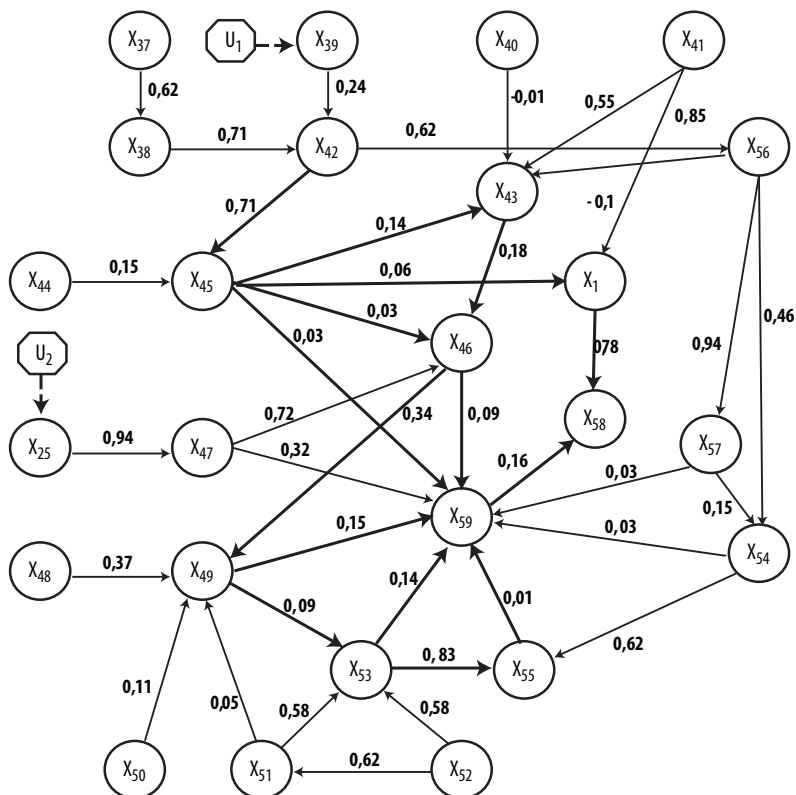 X37 U1 X39 X40 X41
0,62 0,24 -0,01 0,55 0,85
X38 0,71 X42 0,62 X56
X43
0,71 0,14 0,18 - 0,1
X44 0,15 X45 0,06 X1 0,46
0,03 0,03 0,94
U2 X46 0,78
X25 0,94 X47 0,72 0,34 0,09 X58 X57
0,32 0,16 0,03 0,15
X48 0,37 X49 0,15 X59 0,03 X54
0,09 0,14 0,01 0,62
X53 0, 83 X55
0,11 0,05 0,58 0,58
X50 X51 0,62 X52